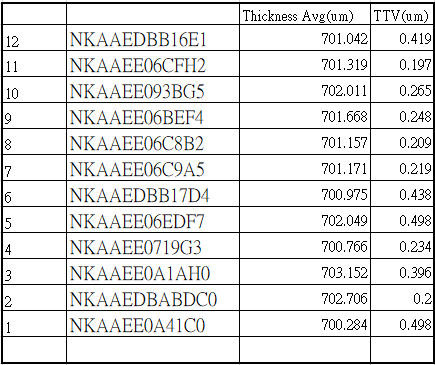 Thickness Avg(um) TTV(um)
12 NKAAEDBB16E1 701.042 0.419
11 NKAAEE06CFH2 701.319 0.197
10 NKAAEE093BG5 702.011 0.265
9 NKAAEE06BEF4 701.668 0.248
8 NKAAEE06C8B2 701.157 0.209
7 NKAAEE06C9A5 701.171 0.219
6 NKAAEDBB17D4 700.975 0.438
5 NKAAEE06EDF7 702.049 0.498
4 NKAAEE0719G3 700.766 0.234
3 NKAAEE0A1AH0 703.152 0.396
2 NKAAEDBABDC0 702.706 0.2
1 NKAAEE0A41C0 700.284 0.498